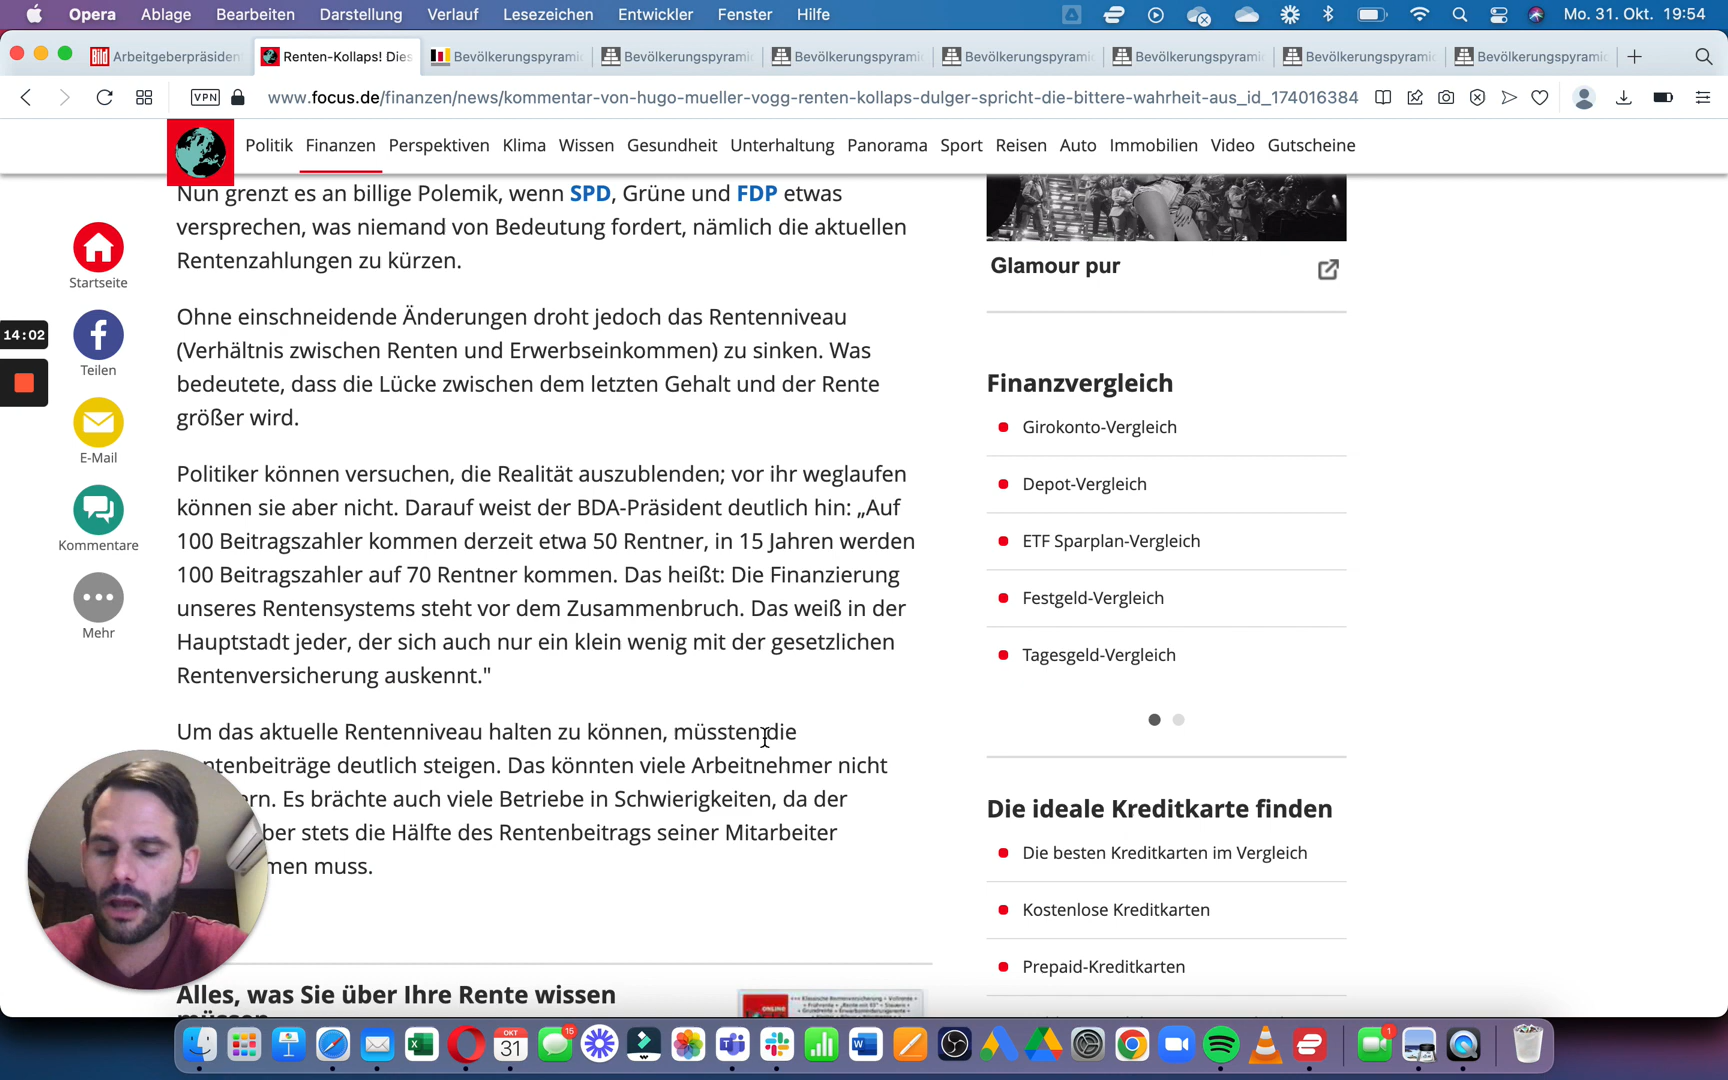 Opera Ablage Bearbeiten Darstellung Verlauf Lesezeichen Entwickler Fenster Hilfe Mo. 31. Okt. 19:54
Bild Arbeitgeberpräsiden Renten-Kollaps! Dies Bevölkerungspyrami Bevölkerungspyrami Bevölkerungspyrami Bevölkerungspyrami Bevölkerungspyrami Bevölkerungspyrami Bevölkerungspyrami
VPN www.focus.de/finanzen/news/kommentar-von-hugo-mueller-vogg-renten-kollaps-dulger-spricht-die-bittere-wahrheit-aus_id_174016384
Politik Finanzen Perspektiven Klima Wissen Gesundheit Unterhaltung Panorama Sport Reisen Auto Immobilien Video Gutscheine
Nun grenzt es an billige Polemik, wenn SPD, Grüne und FDP etwas
versprechen, was niemand von Bedeutung fordert, nämlich die aktuellen
Rentenzahlungen zu kürzen.
Ohne einschneidende Änderungen droht jedoch das Rentenniveau
(Verhältnis zwischen Renten und Erwerbseinkommen) zu sinken. Was
bedeutete, dass die Lücke zwischen dem letzten Gehalt und der Rente
größer wird.
Politiker können versuchen, die Realität auszublenden; vor ihr weglaufen
können sie aber nicht. Darauf weist der BDA-Präsident deutlich hin: „Auf
100 Beitragszahler kommen derzeit etwa 50 Rentner, in 15 Jahren werden
100 Beitragszahler auf 70 Rentner kommen. Das heißt: Die Finanzierung
unseres Rentensystems steht vor dem Zusammenbruch. Das weiß in der
Hauptstadt jeder, der sich auch nur ein klein wenig mit der gesetzlichen
Rentenversicherung auskennt."
Um das aktuelle Rentenniveau halten zu können, müssten die
ntenbeiträge deutlich steigen. Das könnten viele Arbeitnehmer nicht
ern. Es brächte auch viele Betriebe in Schwierigkeiten, da der
ber stets die Hälfte des Rentenbeitrags seiner Mitarbeiter
men muss.
Alles, was Sie über Ihre Rente wissen
müssen
Startseite
14:02
Teilen
E-Mail
Kommentare
Mehr
Glamour pur
Finanzvergleich
Girokonto-Vergleich
Depot-Vergleich
ETF Sparplan-Vergleich
Festgeld-Vergleich
Tagesgeld-Vergleich
Die ideale Kreditkarte finden
Die besten Kreditkarten im Vergleich
Kostenlose Kreditkarten
Prepaid-Kreditkarten
OKT
31
15
1